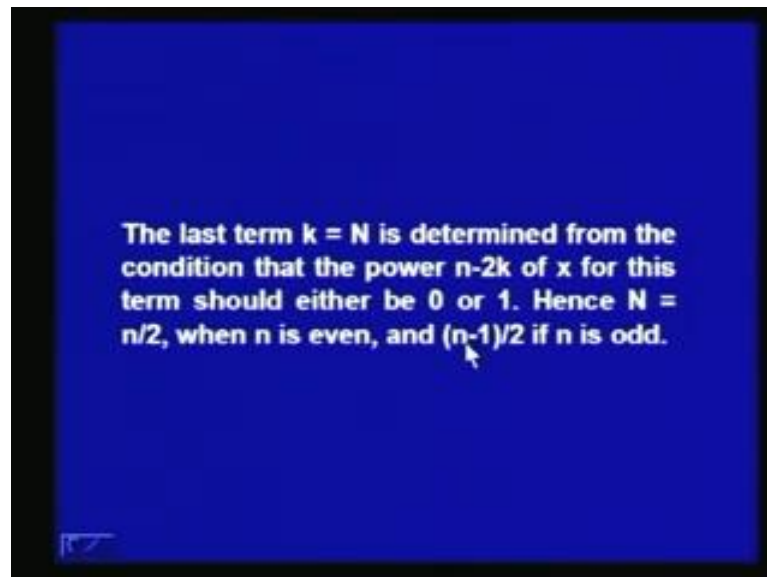 The last term k = N is determined from the
condition that the power n-2k of x for this
term should either be 0 or 1. Hence N =
n/2, when n is even, and (n-1)/2 if n is odd.